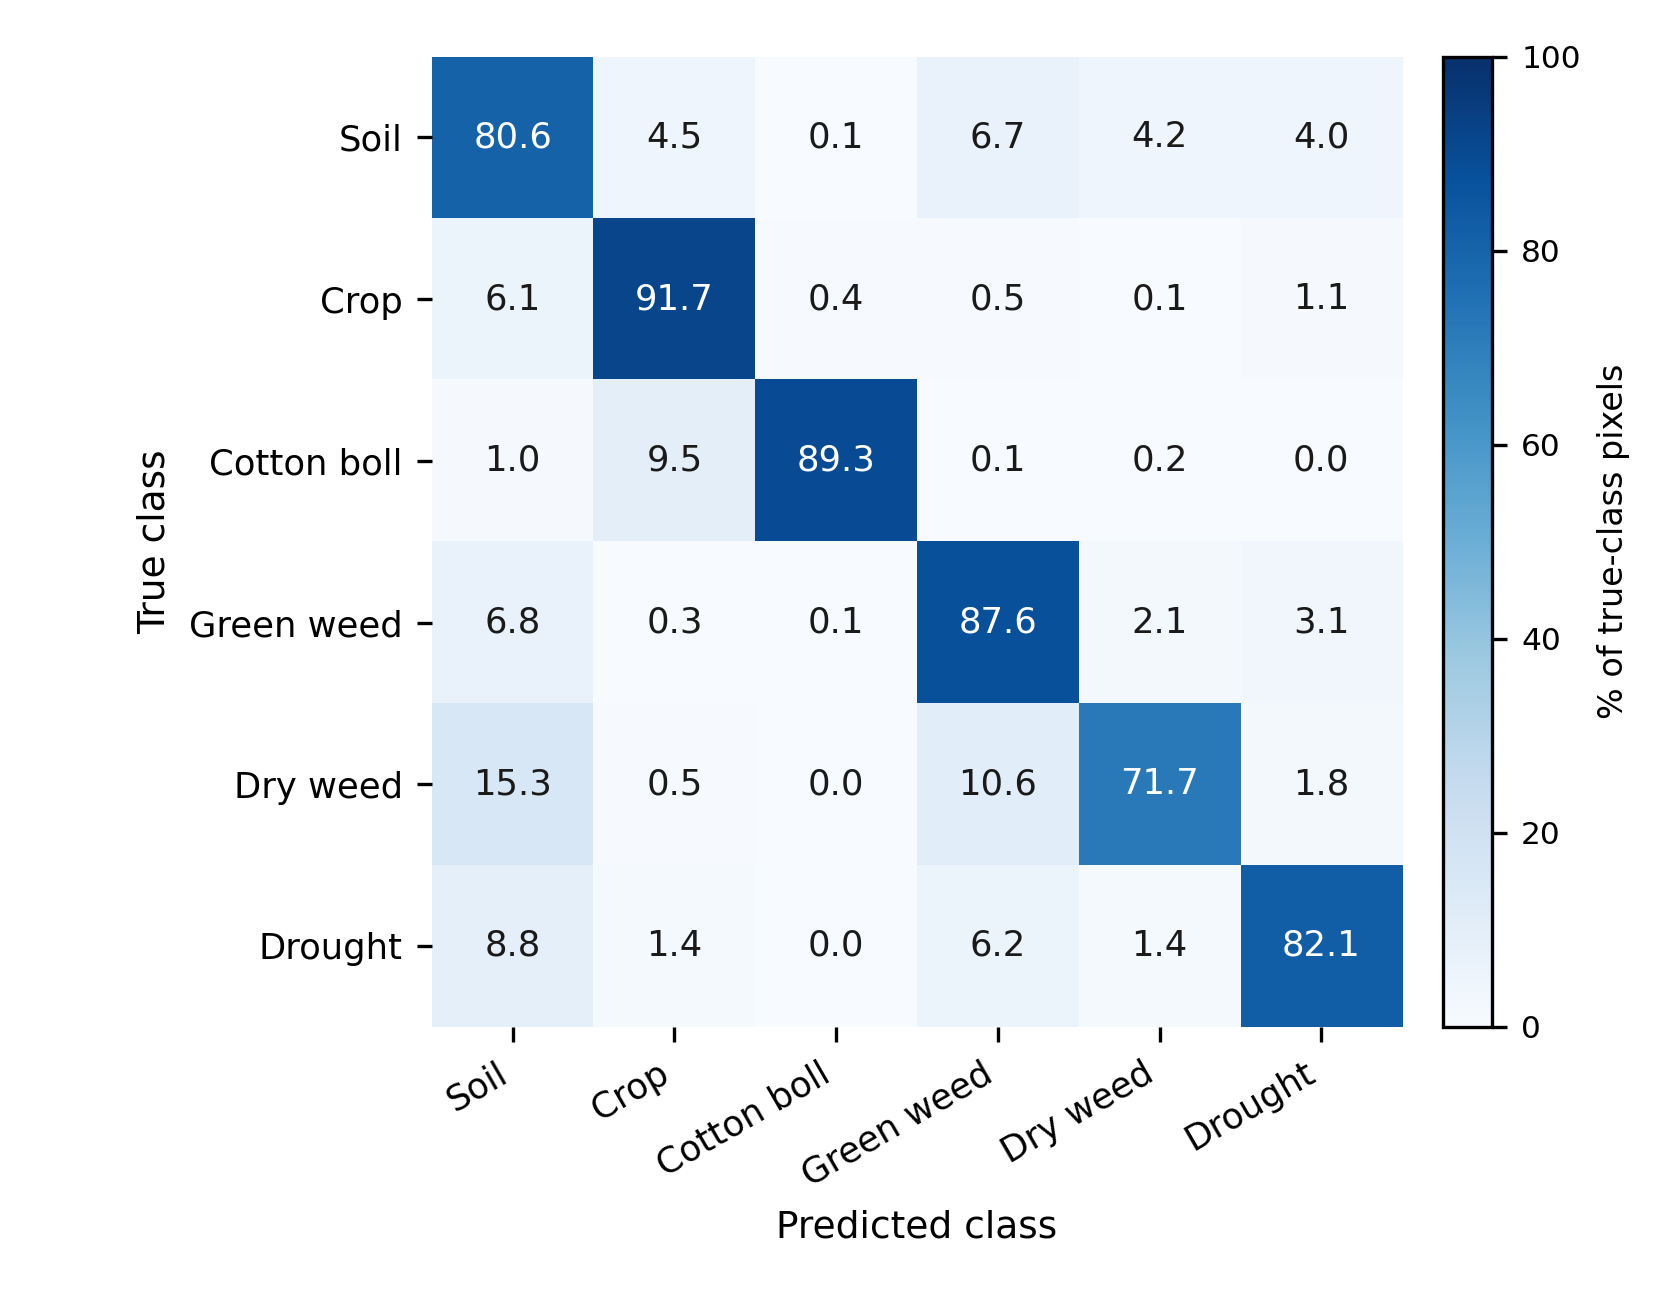 Soil 80.6 4.5 0.1 6.7 4.2 4.0
Crop 6.1 91.7 0.4 0.5 0.1 1.1
Cotton boll 1.0 9.5 89.3 0.1 0.2 0.0
Green weed 6.8 0.3 0.1 87.6 2.1 3.1
Dry weed 15.3 0.5 0.0 10.6 71.7 1.8
Drought 8.8 1.4 0.0 6.2 1.4 82.1
True class
Soil Crop Cotton boll Green weed Dry weed Drought
Predicted class
100
80
60
40
20
0
% of true-class pixels